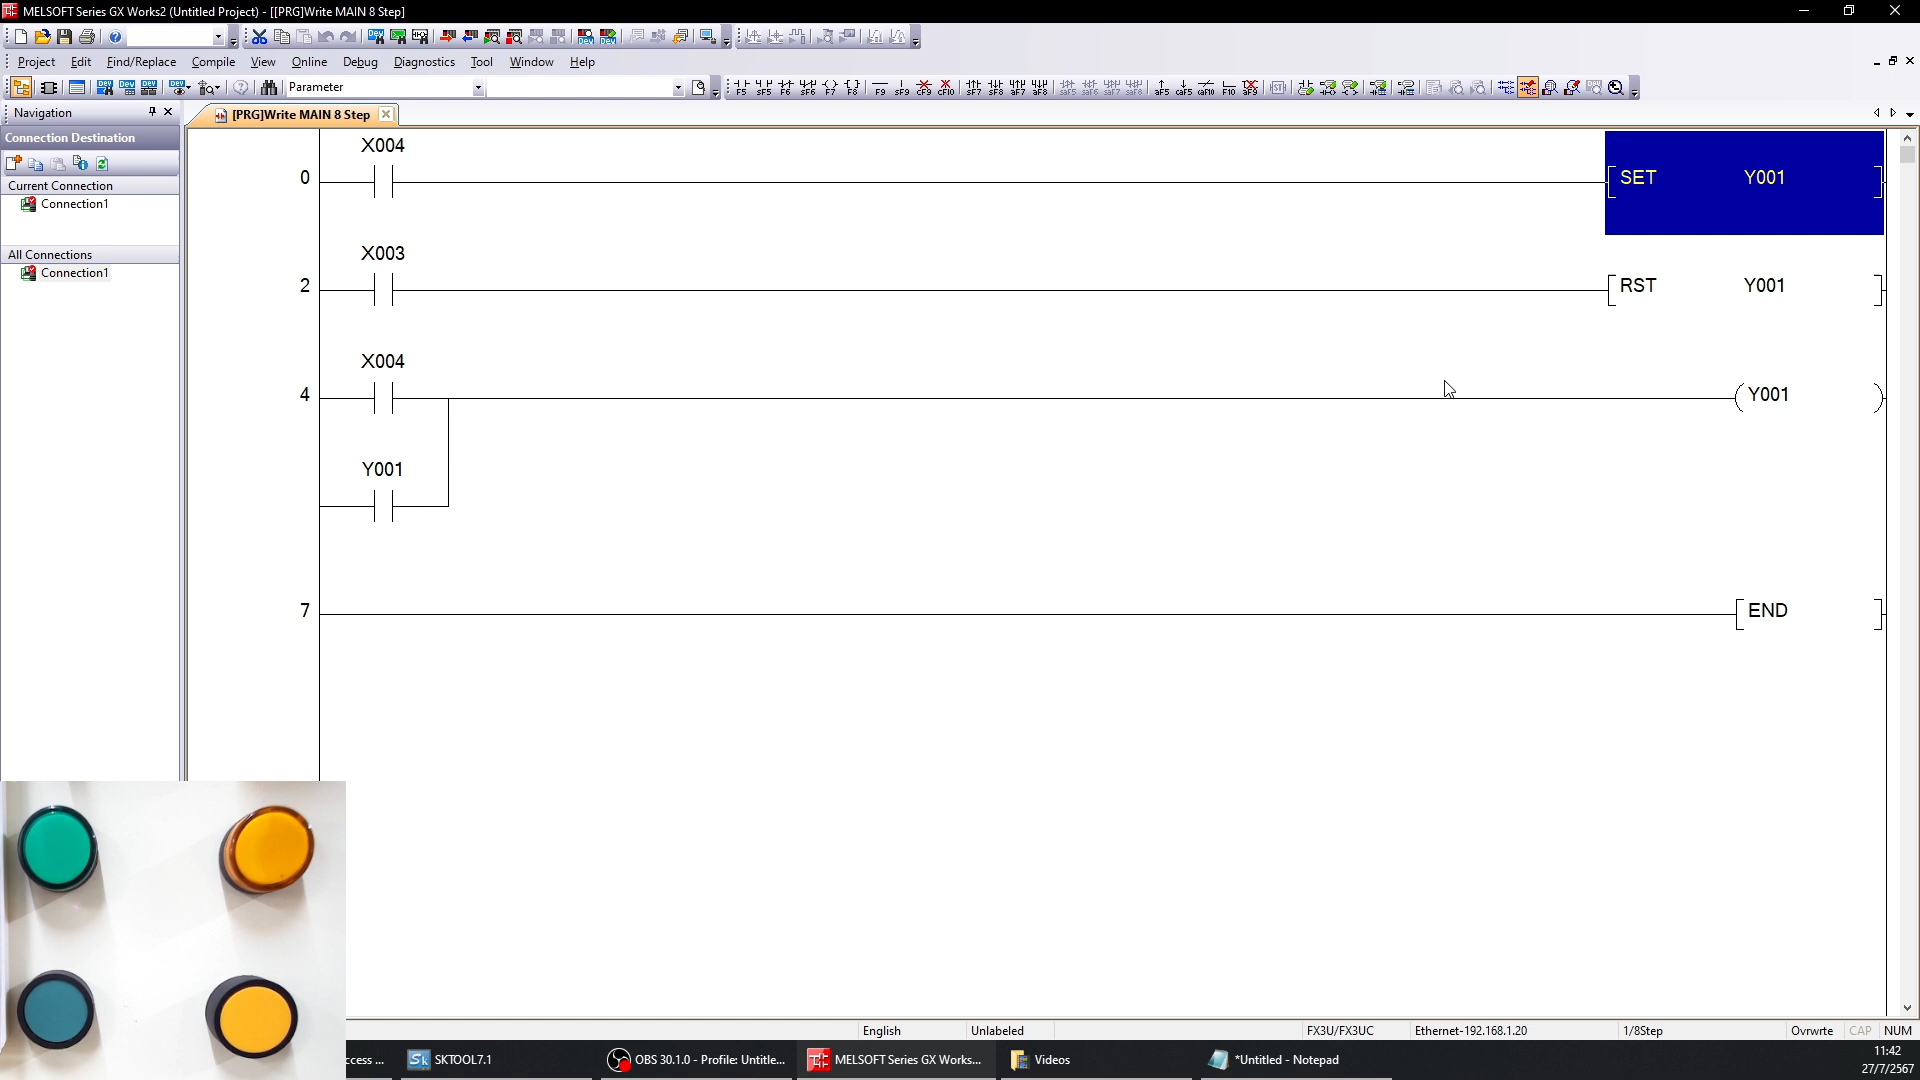 MELSOFT Series GX Works2 (Untitled Project) - [[PRG]Write MAIN 8 Step]
Project Edit Find/Replace Compile View Online Debug Diagnostics Tool Window Help
Parameter
Navigation
[PRG]Write MAIN 8 Step
Connection Destination
Current Connection
Connection1
All Connections
Connection1
X004
0 SET Y001
X003
2 RST Y001
X004
4 Y001
Y001
7 END
English Unlabeled FX3U/FX3UC Ethernet-192.168.1.20 1/8Step Ovrwrte CAP NUM
ccess ... SKTOOL7.1 OBS 30.1.0 - Profile: Untitle... MELSOFT Series GX Works... Videos *Untitled - Notepad
11:42
27/7/2567